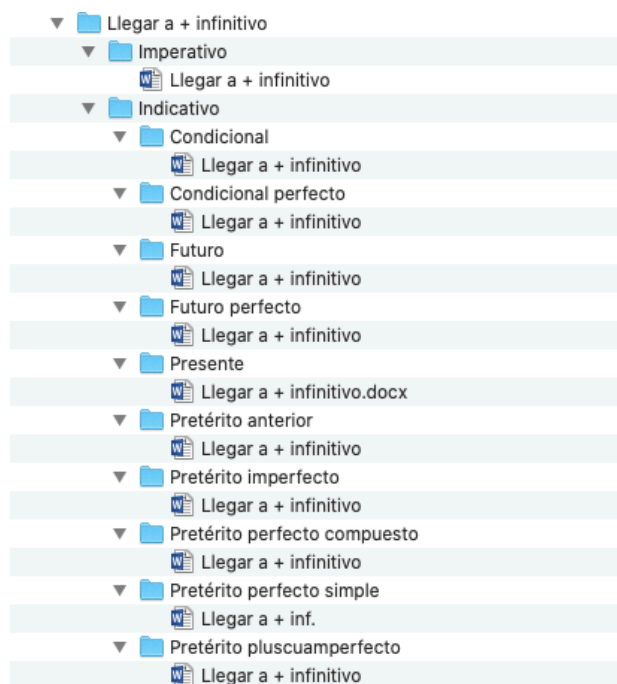 Llegar a + infinitivo
Imperativo
Llegar a + infinitivo
Indicativo
Condicional
Llegar a + infinitivo
Condicional perfecto
Llegar a + infinitivo
Futuro
Llegar a + infinitivo
Futuro perfecto
Llegar a + infinitivo
Presente
Llegar a + infinitivo.docx
Pretérito anterior
Llegar a + infinitivo
Pretérito imperfecto
Llegar a + infinitivo
Pretérito perfecto compuesto
Llegar a + infinitivo
Pretérito perfecto simple
Llegar a + inf.
Pretérito pluscuamperfecto
Llegar a + infinitivo